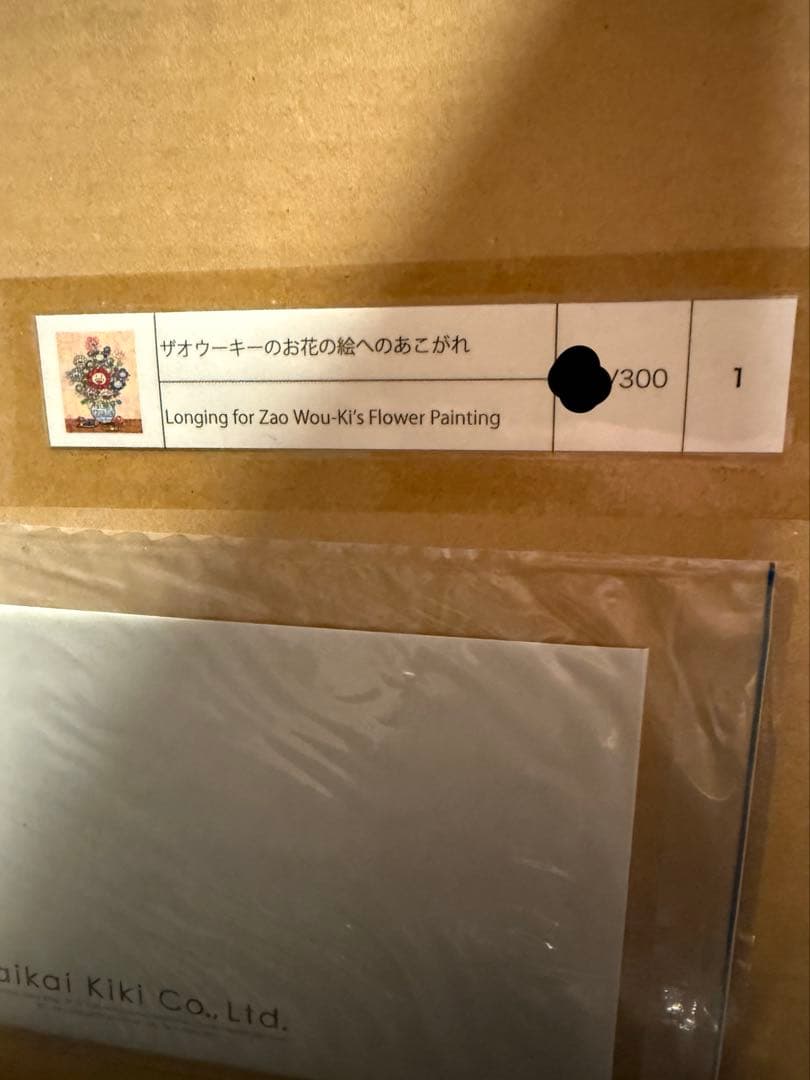 ザオウーキーのお花の絵へのあこがれ
Longing for Zao Wou-Ki's Flower Painting
/300
1
aikai Kiki Co., Ltd.